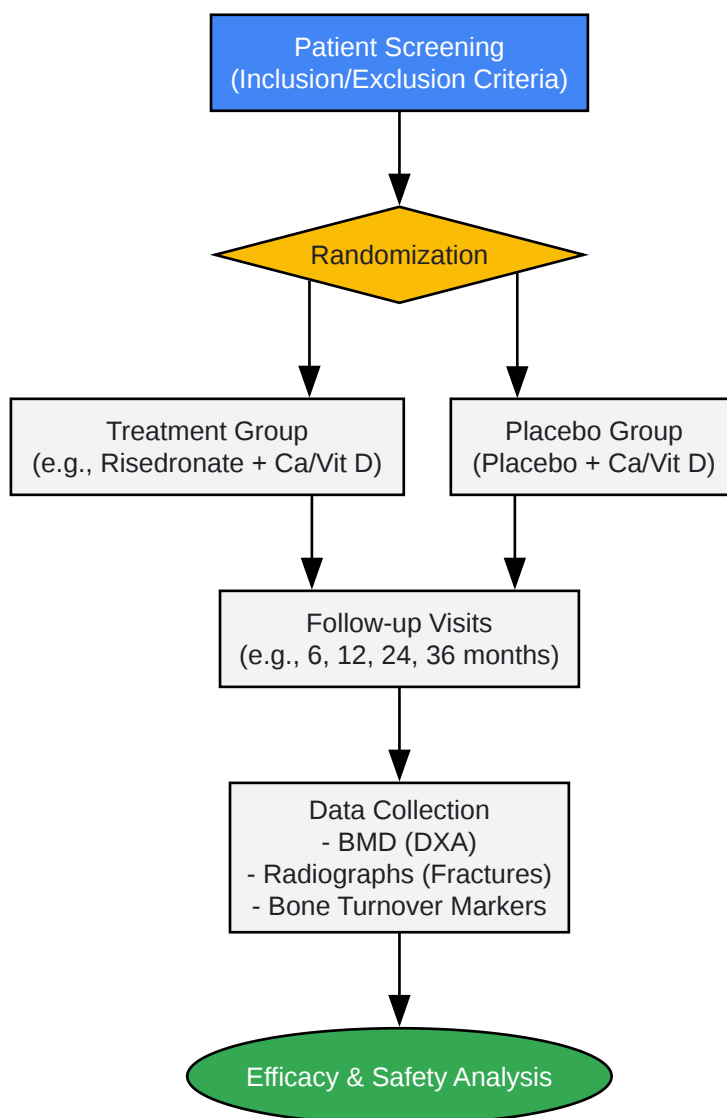 Patient Screening
(Inclusion/Exclusion Criteria)
Randomization
Treatment Group
(e.g., Risedronate + Ca/Vit D)
Placebo Group
(Placebo + Ca/Vit D)
Follow-up Visits
(e.g., 6, 12, 24, 36 months)
Data Collection
- BMD (DXA)
- Radiographs (Fractures)
- Bone Turnover Markers
Efficacy & Safety Analysis